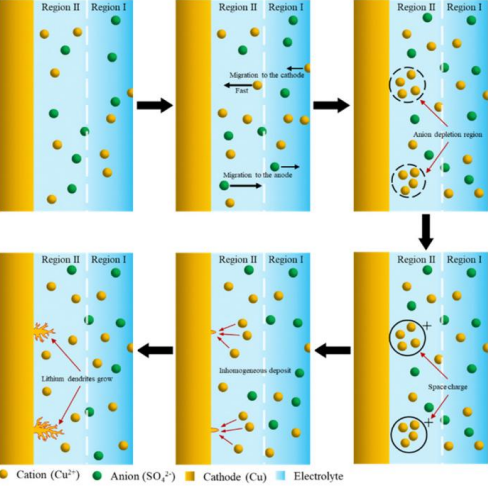 Region II Region I
Region II Region I
Region II Region I
Migration to the cathode
Fast
Migration to the anode
Anion depletion region
Region II Region I
Region II Region I
Region II Region I
Lithium dendrites grow
Inhomogeneous deposit
+
Space charge
+
Cation (Cu²⁺) Anion (SO₄²⁻) Cathode (Cu) Electrolyte